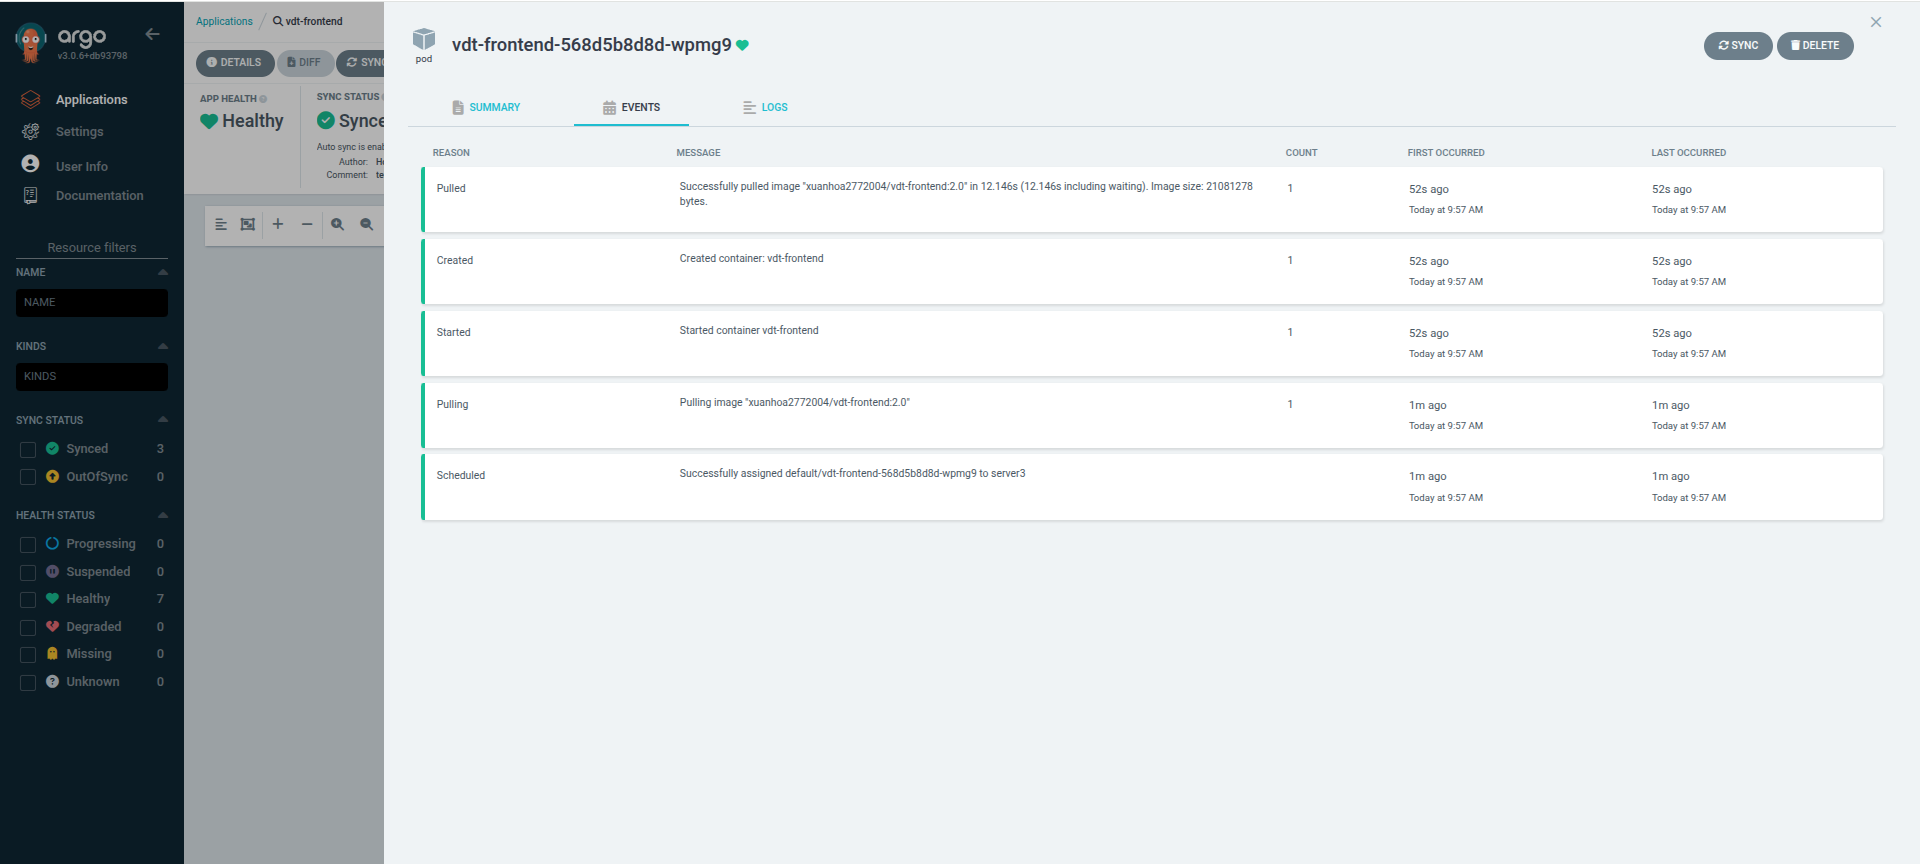 argo
v3.0.6+db93798
Applications
Settings
User Info
Documentation
Resource filters
NAME
NAME
KINDS
KINDS
SYNC STATUS
Synced 3
OutOfSync 0
HEALTH STATUS
Progressing 0
Suspended 0
Healthy 7
Degraded 0
Missing 0
Unknown 0
Applications / vdt-frontend
DETAILS DIFF SYNC
APP HEALTH
Healthy
SYNC STATUS
Synce
Auto sync is enab
Author: Ho
Comment: te
pod
vdt-frontend-568d5b8d8d-wpmg9
SYNC DELETE
SUMMARY EVENTS LOGS
REASON MESSAGE COUNT FIRST OCCURRED LAST OCCURRED
Pulled Successfully pulled image "xuanhoa2772004/vdt-frontend:2.0" in 12.146s (12.146s including waiting). Image size: 21081278 1 52s ago 52s ago
bytes. Today at 9:57 AM Today at 9:57 AM
Created Created container: vdt-frontend 1 52s ago 52s ago
Today at 9:57 AM Today at 9:57 AM
Started Started container vdt-frontend 1 52s ago 52s ago
Today at 9:57 AM Today at 9:57 AM
Pulling Pulling image "xuanhoa2772004/vdt-frontend:2.0" 1 1m ago 1m ago
Today at 9:57 AM Today at 9:57 AM
Scheduled Successfully assigned default/vdt-frontend-568d5b8d8d-wpmg9 to server3 1m ago 1m ago
Today at 9:57 AM Today at 9:57 AM